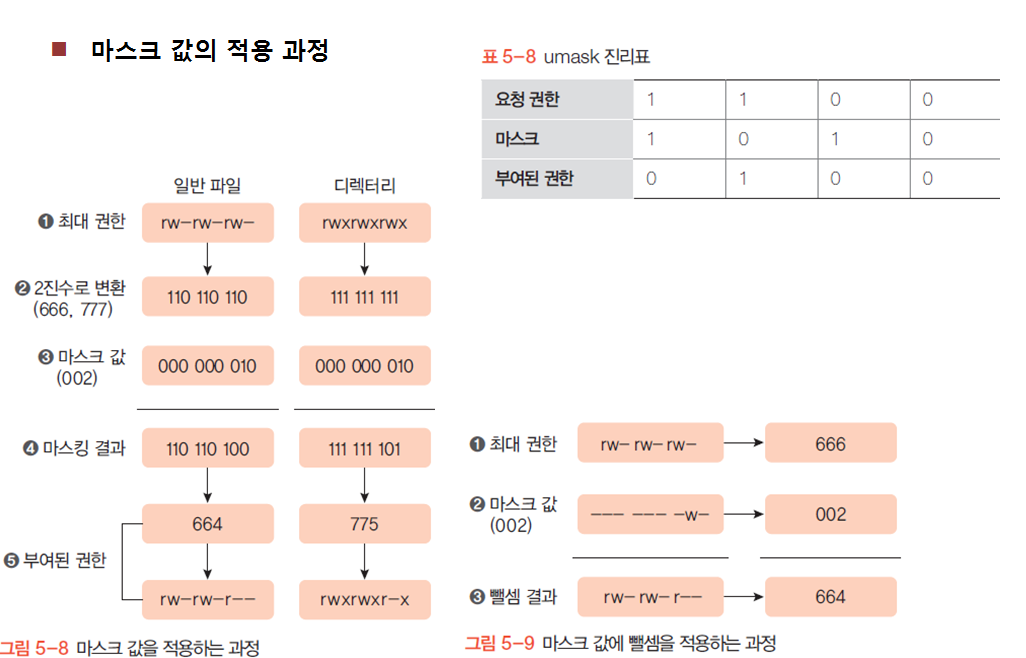 ■ 마스크 값의 적용 과정
표 5-8 umask 진리표
요청 권한 1 1 0 0
마스크 1 0 1 0
부여된 권한 0 1 0 0
일반 파일 디렉터리
❶ 최대 권한 rw-rw-rw- rwxrwxrwx
❷ 2진수로 변환
(666, 777)
110 110 110 111 111 111
❸ 마스크 값
(002)
000 000 010 000 000 010
❹ 마스킹 결과 110 110 100 111 111 101
664 775
❺ 부여된 권한
rw-rw-r-- rwxrwxr-x
그림 5-8 마스크 값을 적용하는 과정
❶ 최대 권한 rw- rw- rw- 666
❷ 마스크 값
(002)
--- --- -w- 002
❸ 뺄셈 결과 rw- rw- r-- 664
그림 5-9 마스크 값에 뺄셈을 적용하는 과정